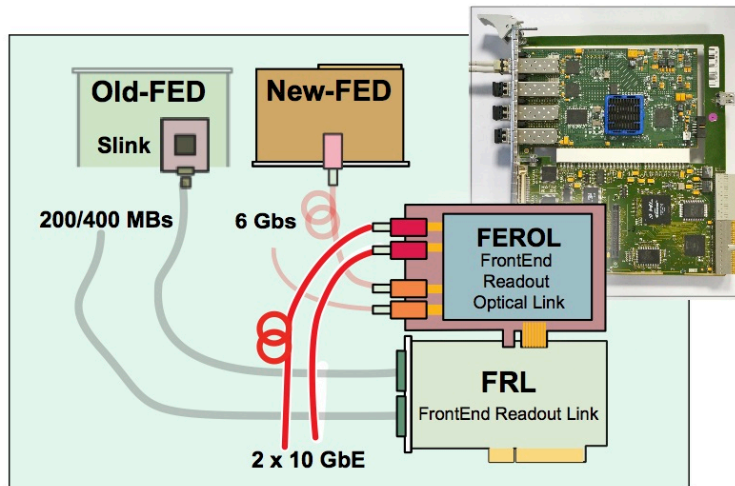 Old-FED
New-FED
Slink
200/400 MBs
6 Gbs
FEROL
FrontEnd
Readout
Optical Link
FRL
FrontEnd Readout Link
2 x 10 GbE